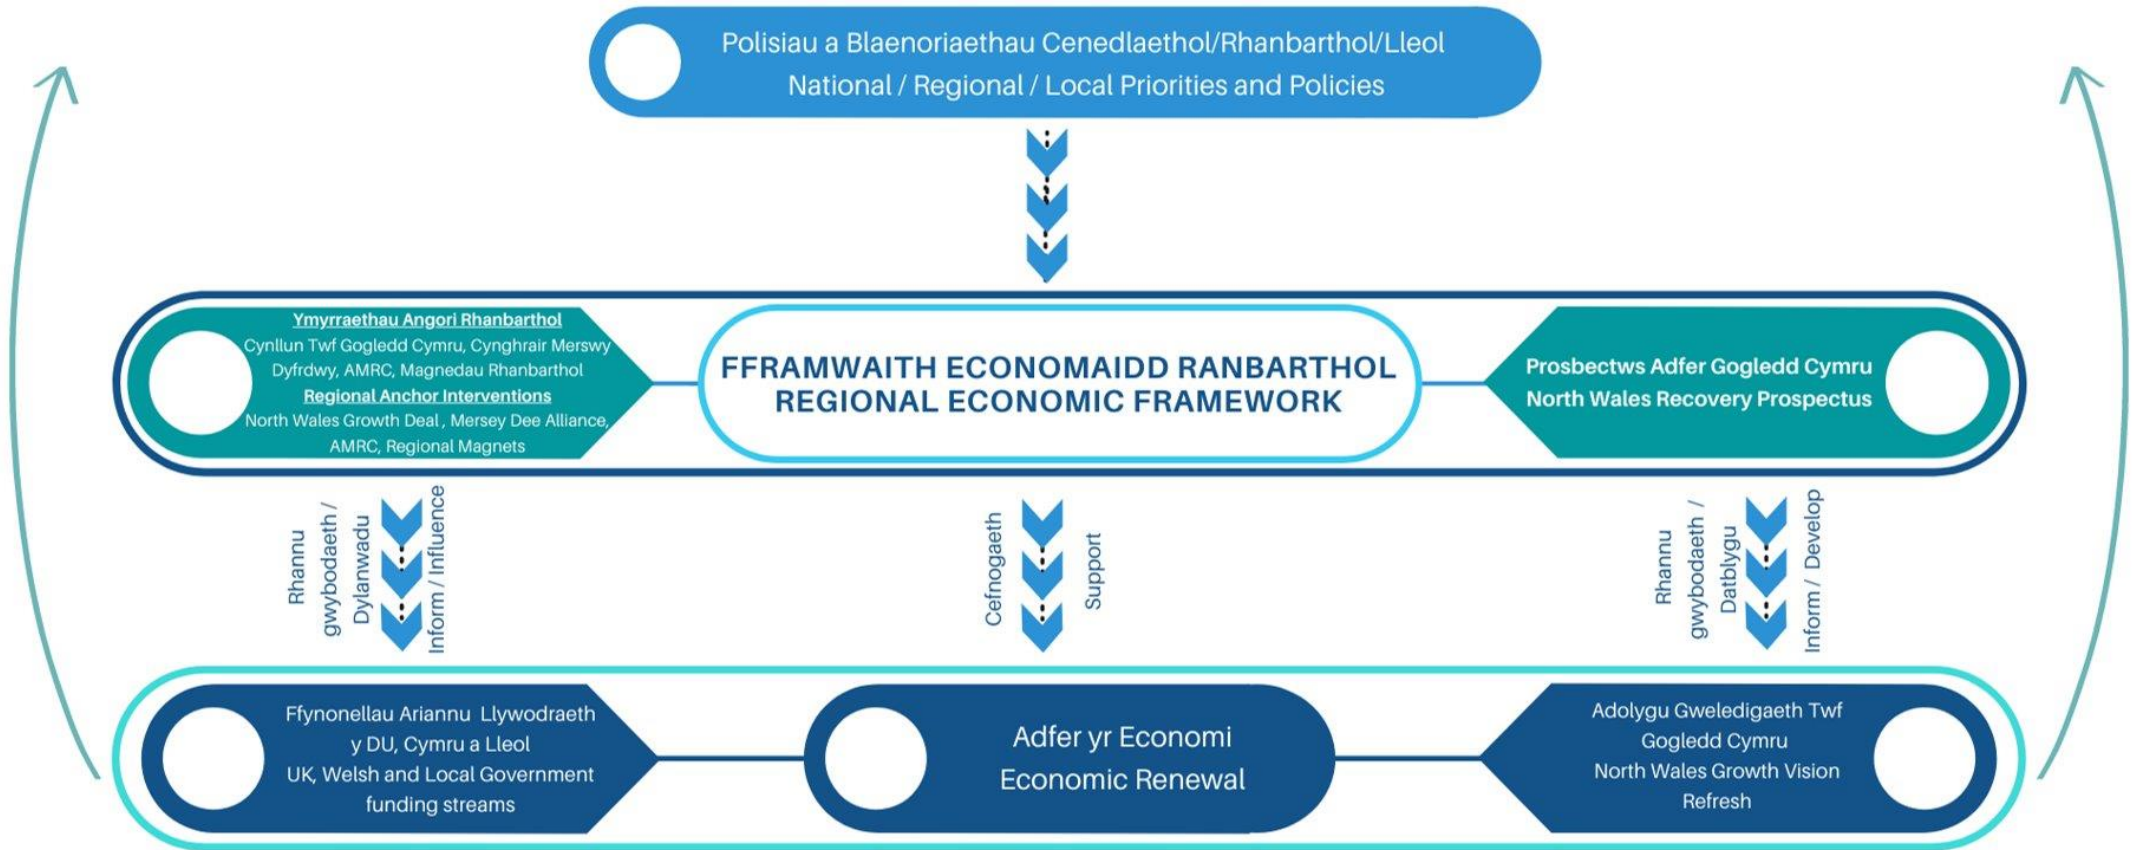 Polisiau a Blaenoriaethau Cenedlaethol/Rhanbarthol/Lleol
National / Regional / Local Priorities and Policies
Ymyrraethau Angori Rhanbarthol
Cynllun Twf Gogledd Cymru, Cynghrair Merswy
Dyfrdwy, AMRC, Magnedau Rhanbarthol
Regional Anchor Interventions
North Wales Growth Deal , Mersey Dee Alliance,
AMRC, Regional Magnets
FFRAMWAITH ECONOMAIDD RANBARTHOL
REGIONAL ECONOMIC FRAMEWORK
Prosbectws Adfer Gogledd Cymru
North Wales Recovery Prospectus
Rhannu
gwybodaeth /
Dylanwadu
Inform / Influence
Cefnogaeth
Support
Rhannu
gwybodaeth /
Datblygu
Inform / Develop
Ffynonellau Ariannu Llywodraeth
y DU, Cymru a Lleol
UK, Welsh and Local Government
funding streams
Adfer yr Economi
Economic Renewal
Adolygu Gweledigaeth Twf
Gogledd Cymru
North Wales Growth Vision
Refresh